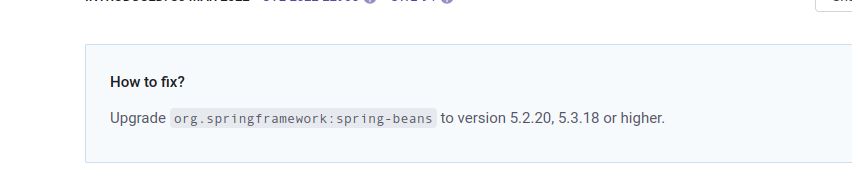 How to fix?
Upgrade org.springframework:spring-beans to version 5.2.20, 5.3.18 or higher.